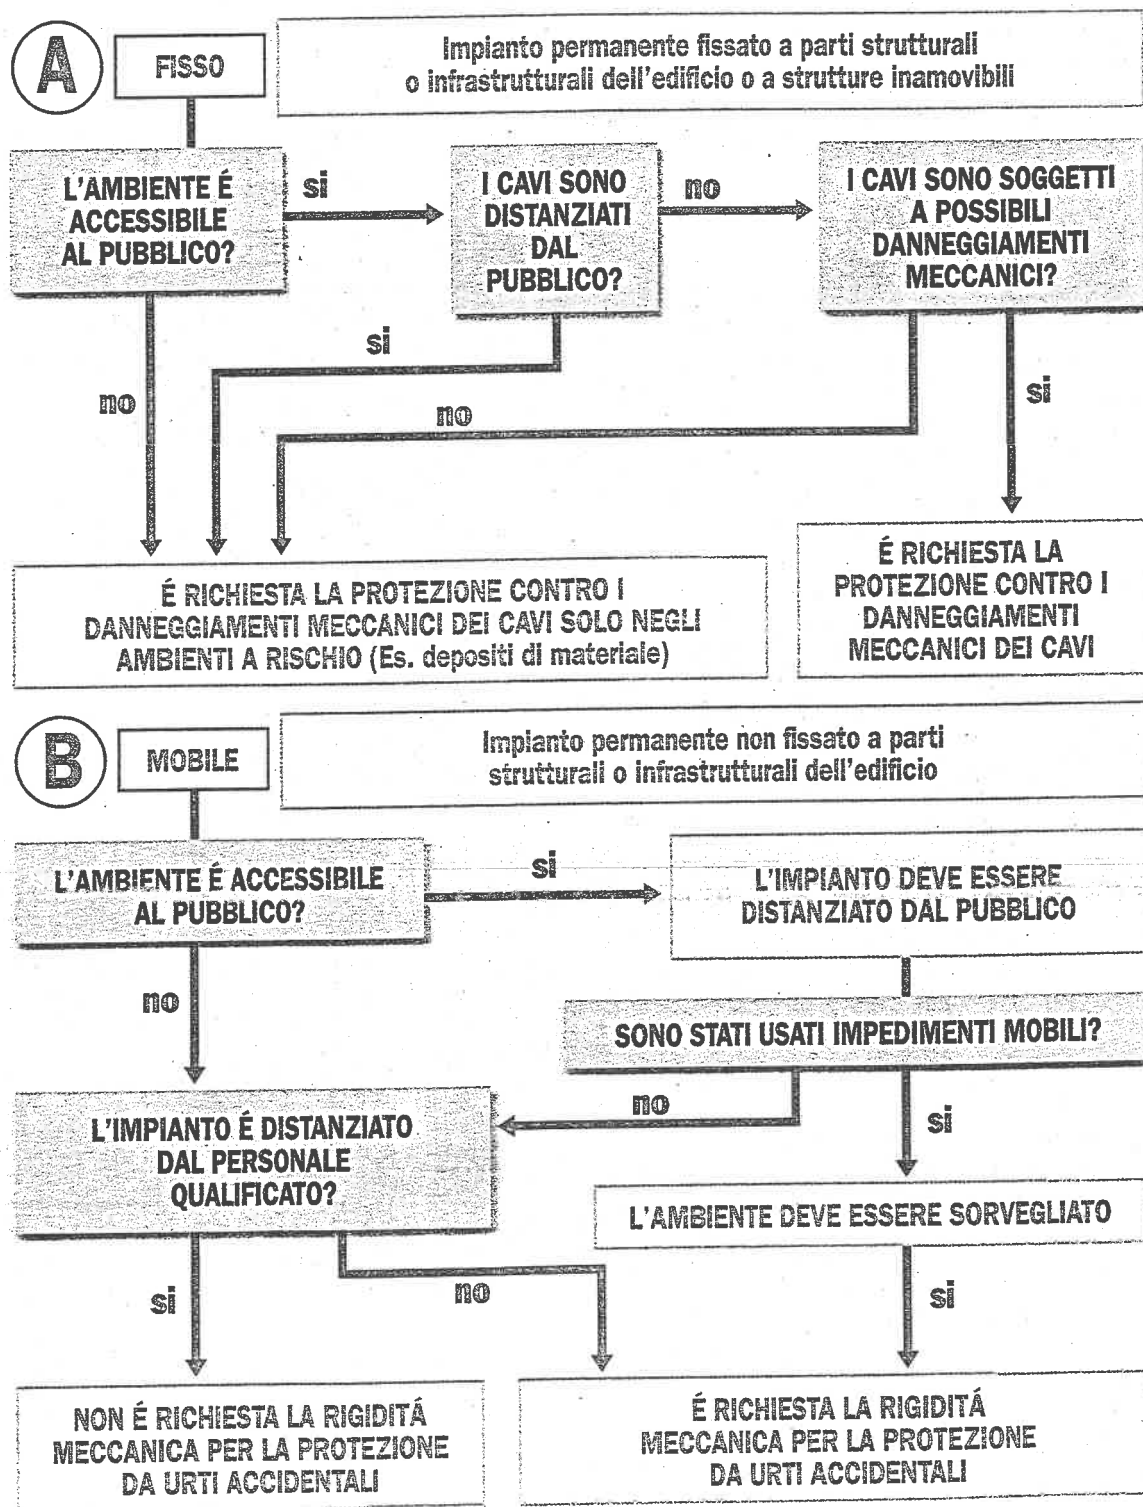 A
FISSO
Impianto permanente fissato a parti strutturali
o infrastrutturali dell'edificio o a strutture inamovibili
L'AMBIENTE É
ACCESSIBILE
AL PUBBLICO?
si
I CAVI SONO
DISTANZIATI
DAL
PUBBLICO?
no
I CAVI SONO SOGGETTI
A POSSIBILI
DANNEGGIAMENTI
MECCANICI?
si
no
no
si
É RICHIESTA LA PROTEZIONE CONTRO I
DANNEGGIAMENTI MECCANICI DEI CAVI SOLO NEGLI
AMBIENTI A RISCHIO (Es. depositi di materiale)
É RICHIESTA LA
PROTEZIONE CONTRO I
DANNEGGIAMENTI
MECCANICI DEI CAVI
B
MOBILE
Impianto permanente non fissato a parti
strutturali o infrastrutturali dell'edificio
L'AMBIENTE É ACCESSIBILE
AL PUBBLICO?
si
L'IMPIANTO DEVE ESSERE
DISTANZIATO DAL PUBBLICO
no
SONO STATI USATI IMPEDIMENTI MOBILI?
no
si
L'IMPIANTO É DISTANZIATO
DAL PERSONALE
QUALIFICATO?
L'AMBIENTE DEVE ESSERE SORVEGLIATO
si
no
si
NON É RICHIESTA LA RIGIDITÁ
MECCANICA PER LA PROTEZIONE
DA URTI ACCIDENTALI
É RICHIESTA LA RIGIDITÁ
MECCANICA PER LA PROTEZIONE
DA URTI ACCIDENTALI